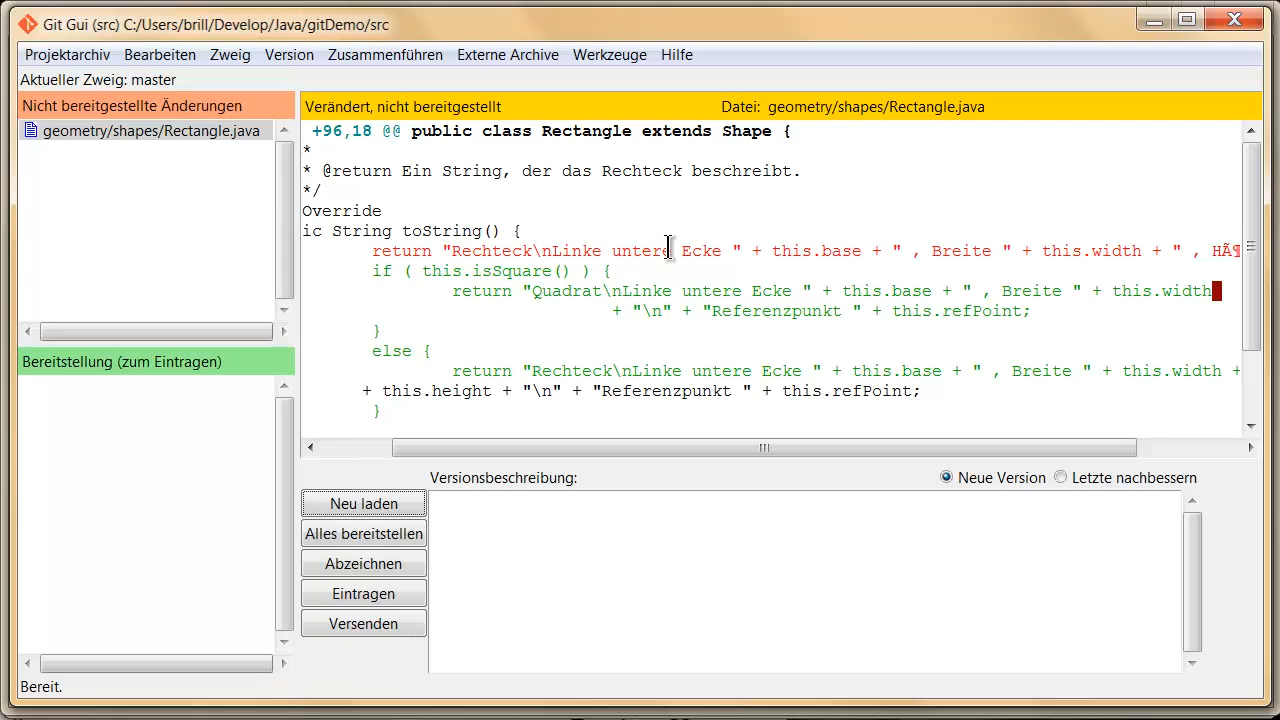 Git Gui (src) C:/Users/brill/Develop/Java/gitDemo/src
Projektarchiv Bearbeiten Zweig Version Zusammenführen Externe Archive Werkzeuge Hilfe
Aktueller Zweig: master
Nicht bereitgestellte Änderungen
geometry/shapes/Rectangle.java
Bereitstellung (zum Eintragen)
Verändert, nicht bereitgestellt Datei: geometry/shapes/Rectangle.java
+96,18 @@ public class Rectangle extends Shape {
*
* @return Ein String, der das Rechteck beschreibt.
*/
Override
ic String toString() {
return "Rechteck\nLinke untere Ecke " + this.base + " , Breite " + this.width + " , HÃ¶
if ( this.isSquare() ) {
return "Quadrat\nLinke untere Ecke " + this.base + " , Breite " + this.width
+ "\n" + "Referenzpunkt " + this.refPoint;
}
else {
return "Rechteck\nLinke untere Ecke " + this.base + " , Breite " + this.width +
+ this.height + "\n" + "Referenzpunkt " + this.refPoint;
}
Versionsbeschreibung: Neue Version Letzte nachbessern
Neu laden
Alles bereitstellen
Abzeichnen
Eintragen
Versenden
Bereit.